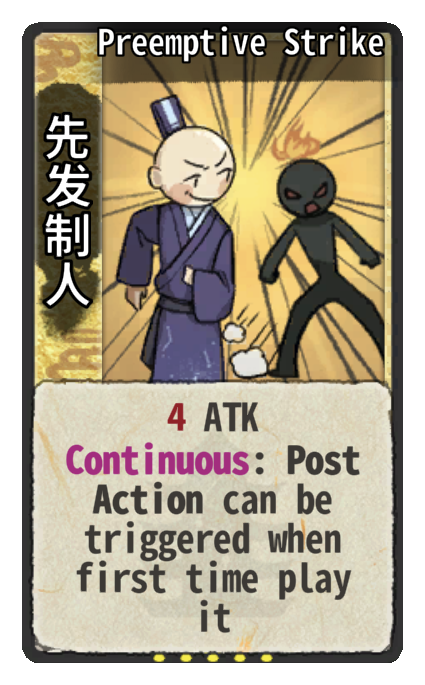 Preemptive Strike
先发制人
4 ATK
Continuous: Post
Action can be
triggered when
first time play
it